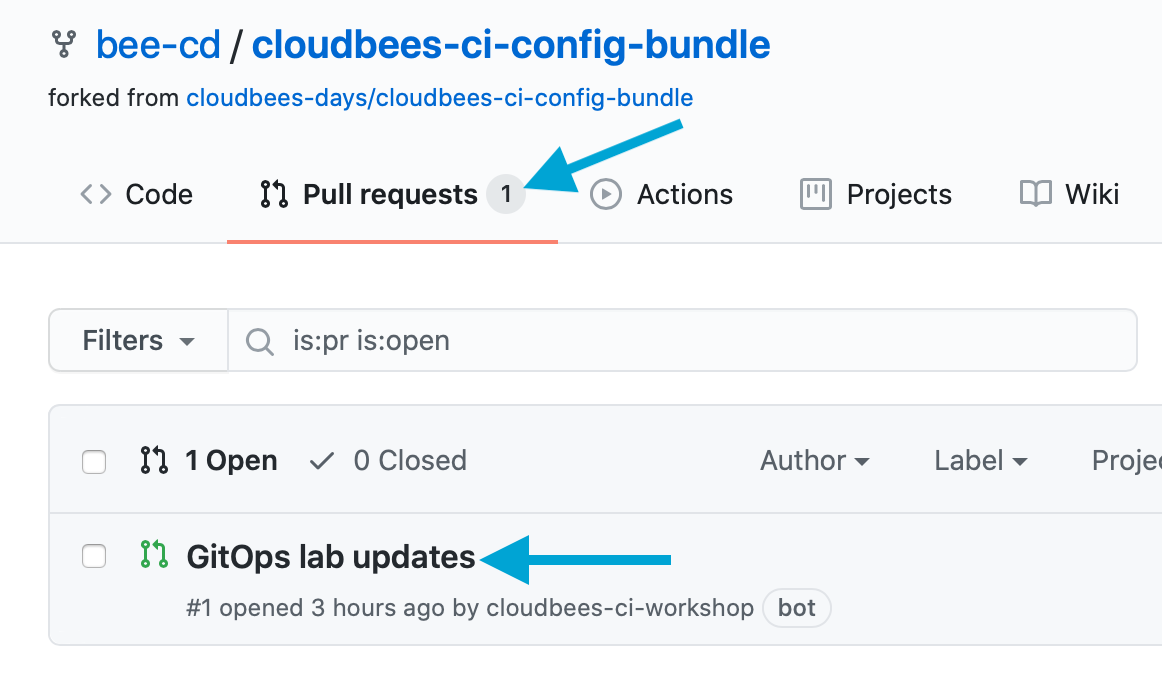 bee-cd / cloudbees-ci-config-bundle
forked from cloudbees-days/cloudbees-ci-config-bundle
Code Pull requests 1 Actions Projects Wiki
Filters is:pr is:open
1 Open 0 Closed Author Label Projec
GitOps lab updates
#1 opened 3 hours ago by cloudbees-ci-workshop bot